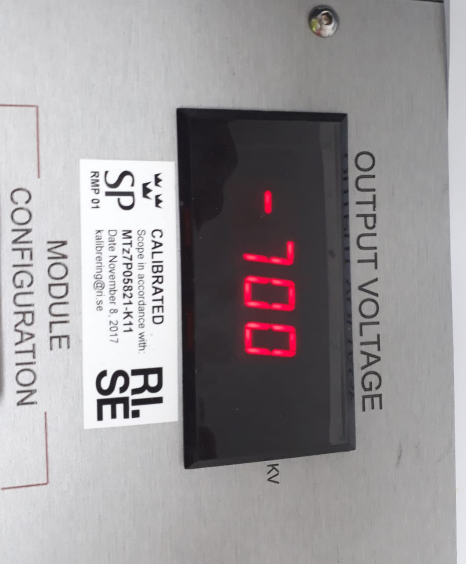 OUTPUT VOLTAGE
-700
KV
CALIBRATED
Scope in accordance with:
MTz7P05821-K11
Date November 8, 2017
kalibrering@ri.se
SP
RMP 01
RI.
SE
MODULE
CONFIGURATION